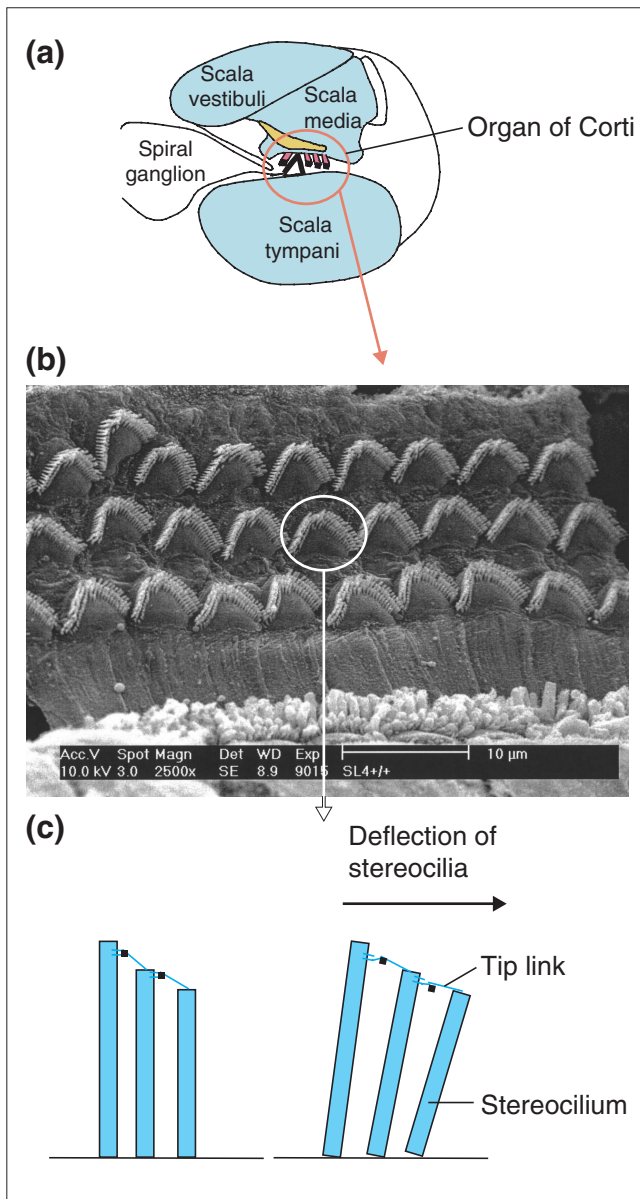 (a)
Scala
vestibuli
Scala
media
Organ of Corti
Spiral
ganglion
Scala
tympani
(b)
Acc.V Spot Magn Det WD Exp 10 µm
10.0 kV 3.0 2500x SE 8.9 9015 SL4+/+
(c)
Deflection of
stereocilia
Tip link
Stereocilium